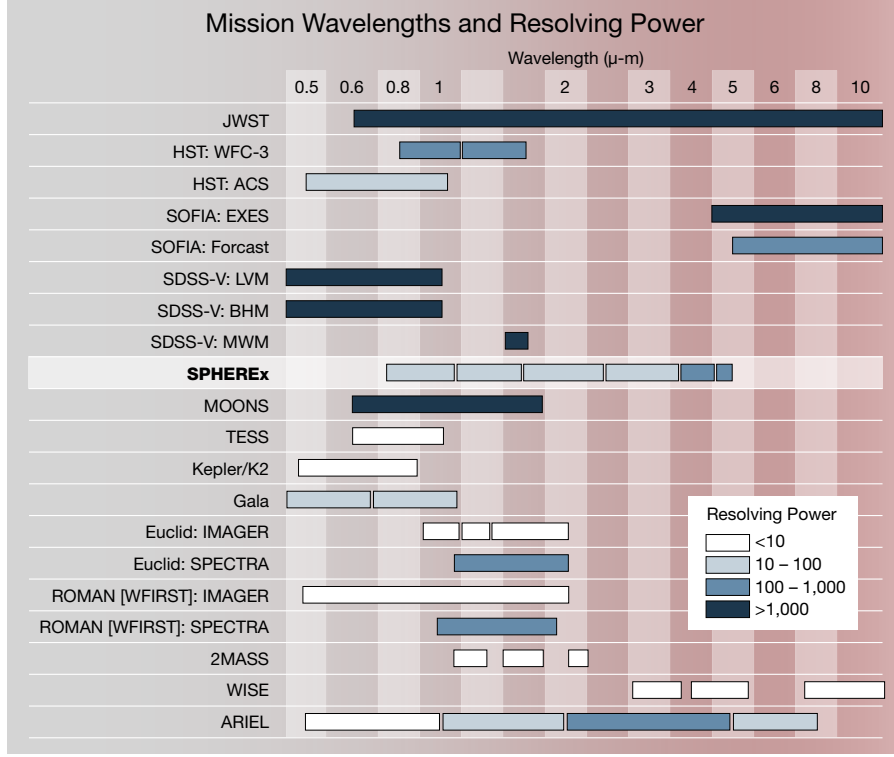 Mission Wavelengths and Resolving Power
Wavelength (μ-m)
0.5 0.6 0.8 1 2 3 4 5 6 8 10
JWST
HST: WFC-3
HST: ACS
SOFIA: EXES
SOFIA: Forcast
SDSS-V: LVM
SDSS-V: BHM
SDSS-V: MWM
SPHEREx
MOONS
TESS
Kepler/K2
Gala
Euclid: IMAGER
Euclid: SPECTRA
ROMAN [WFIRST]: IMAGER
ROMAN [WFIRST]: SPECTRA
2MASS
WISE
ARIEL
Resolving Power
<10
10 – 100
100 – 1,000
>1,000